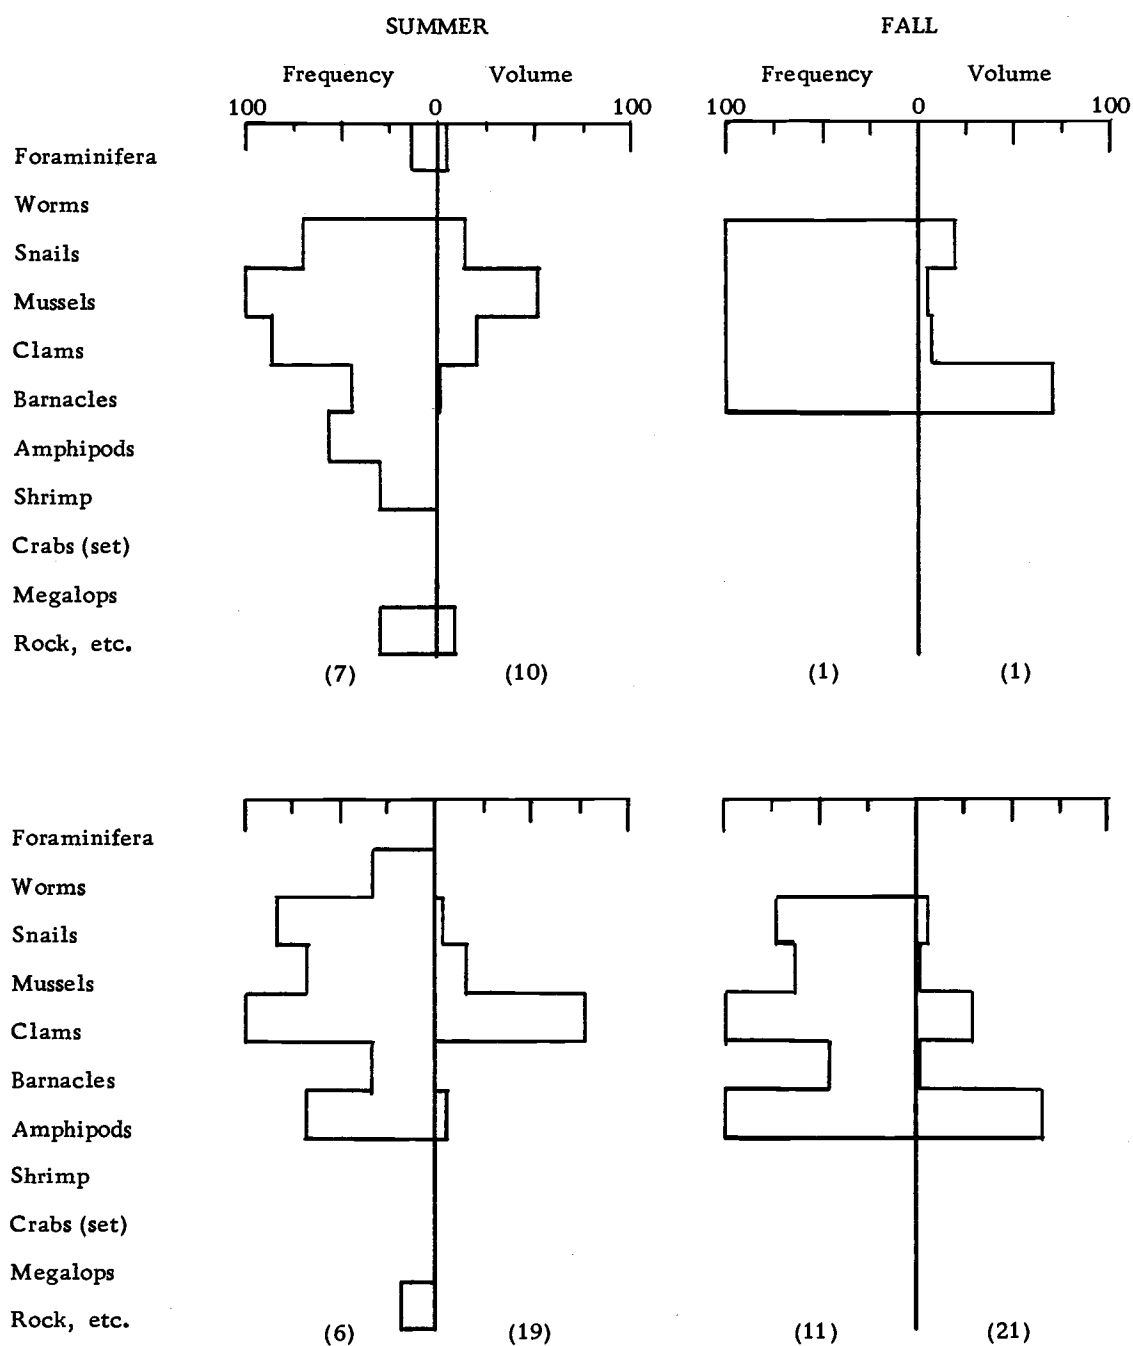 SUMMER FALL
Frequency Volume Frequency Volume
100 0 100 100 0 100
Foraminifera
Worms
Snails
Mussels
Clams
Barnacles
Amphipods
Shrimp
Crabs (set)
Megalops
Rock, etc.
(7) (10) (1) (1)
Foraminifera
Worms
Snails
Mussels
Clams
Barnacles
Amphipods
Shrimp
Crabs (set)
Megalops
Rock, etc.
(6) (19) (11) (21)